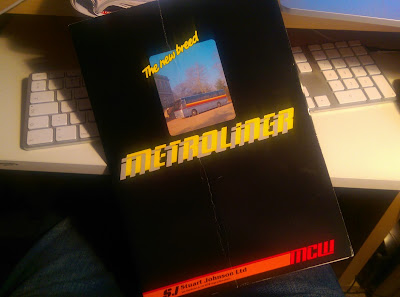 The new breed
METROLINER
SJ Stuart Johnson Ltd
MCW